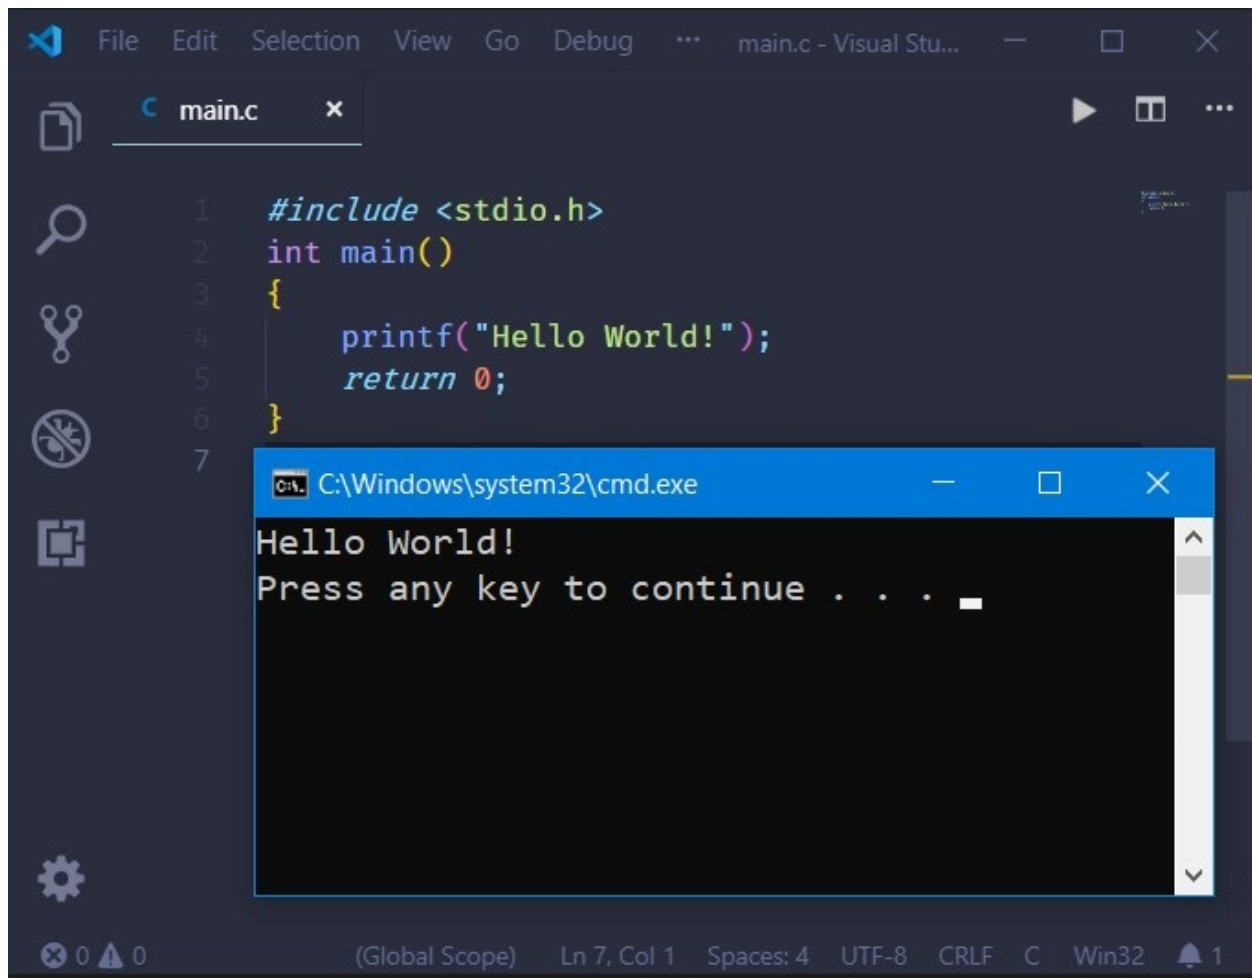 File Edit Selection View Go Debug ··· main.c - Visual Stu...
C main.c
1 #include <stdio.h>
2 int main()
3 {
4 printf("Hello World!");
5 return 0;
6 }
7
C:\Windows\system32\cmd.exe
Hello World!
Press any key to continue . . .
0 0 (Global Scope) Ln 7, Col 1 Spaces: 4 UTF-8 CRLF C Win32 1